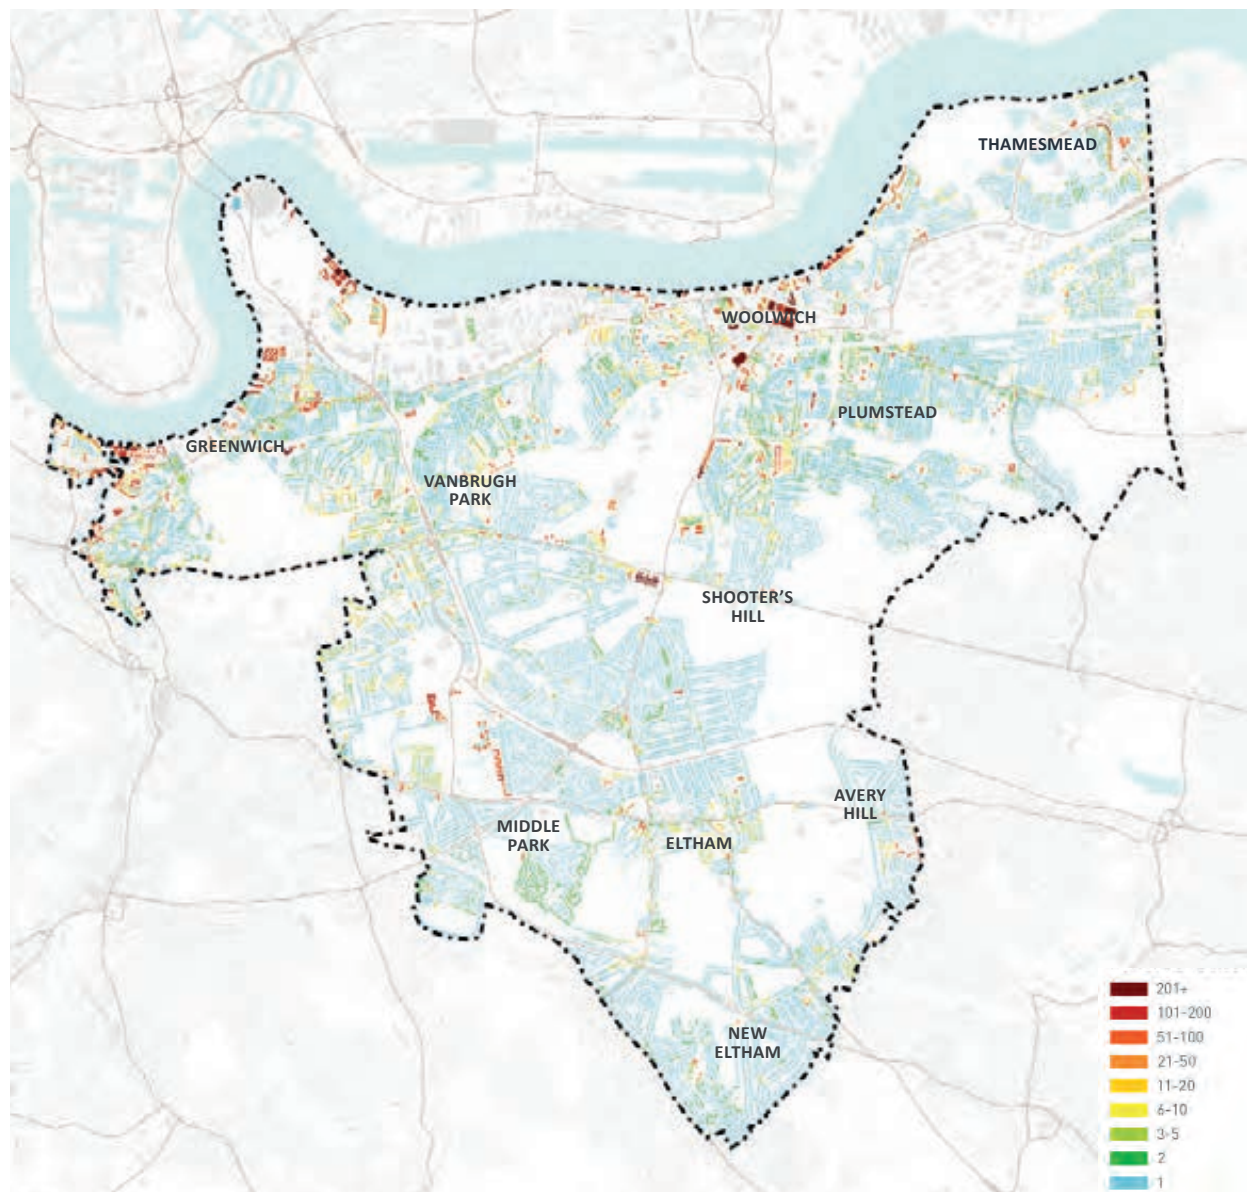 THAMESMEAD
WOOLWICH
PLUMSTEAD
GREENWICH
VANBRUGH
PARK
SHOOTER'S
HILL
AVERY
HILL
MIDDLE
PARK
ELTHAM
NEW
ELTHAM
201+
101-200
51-100
21-50
11-20
6-10
3-5
2
1